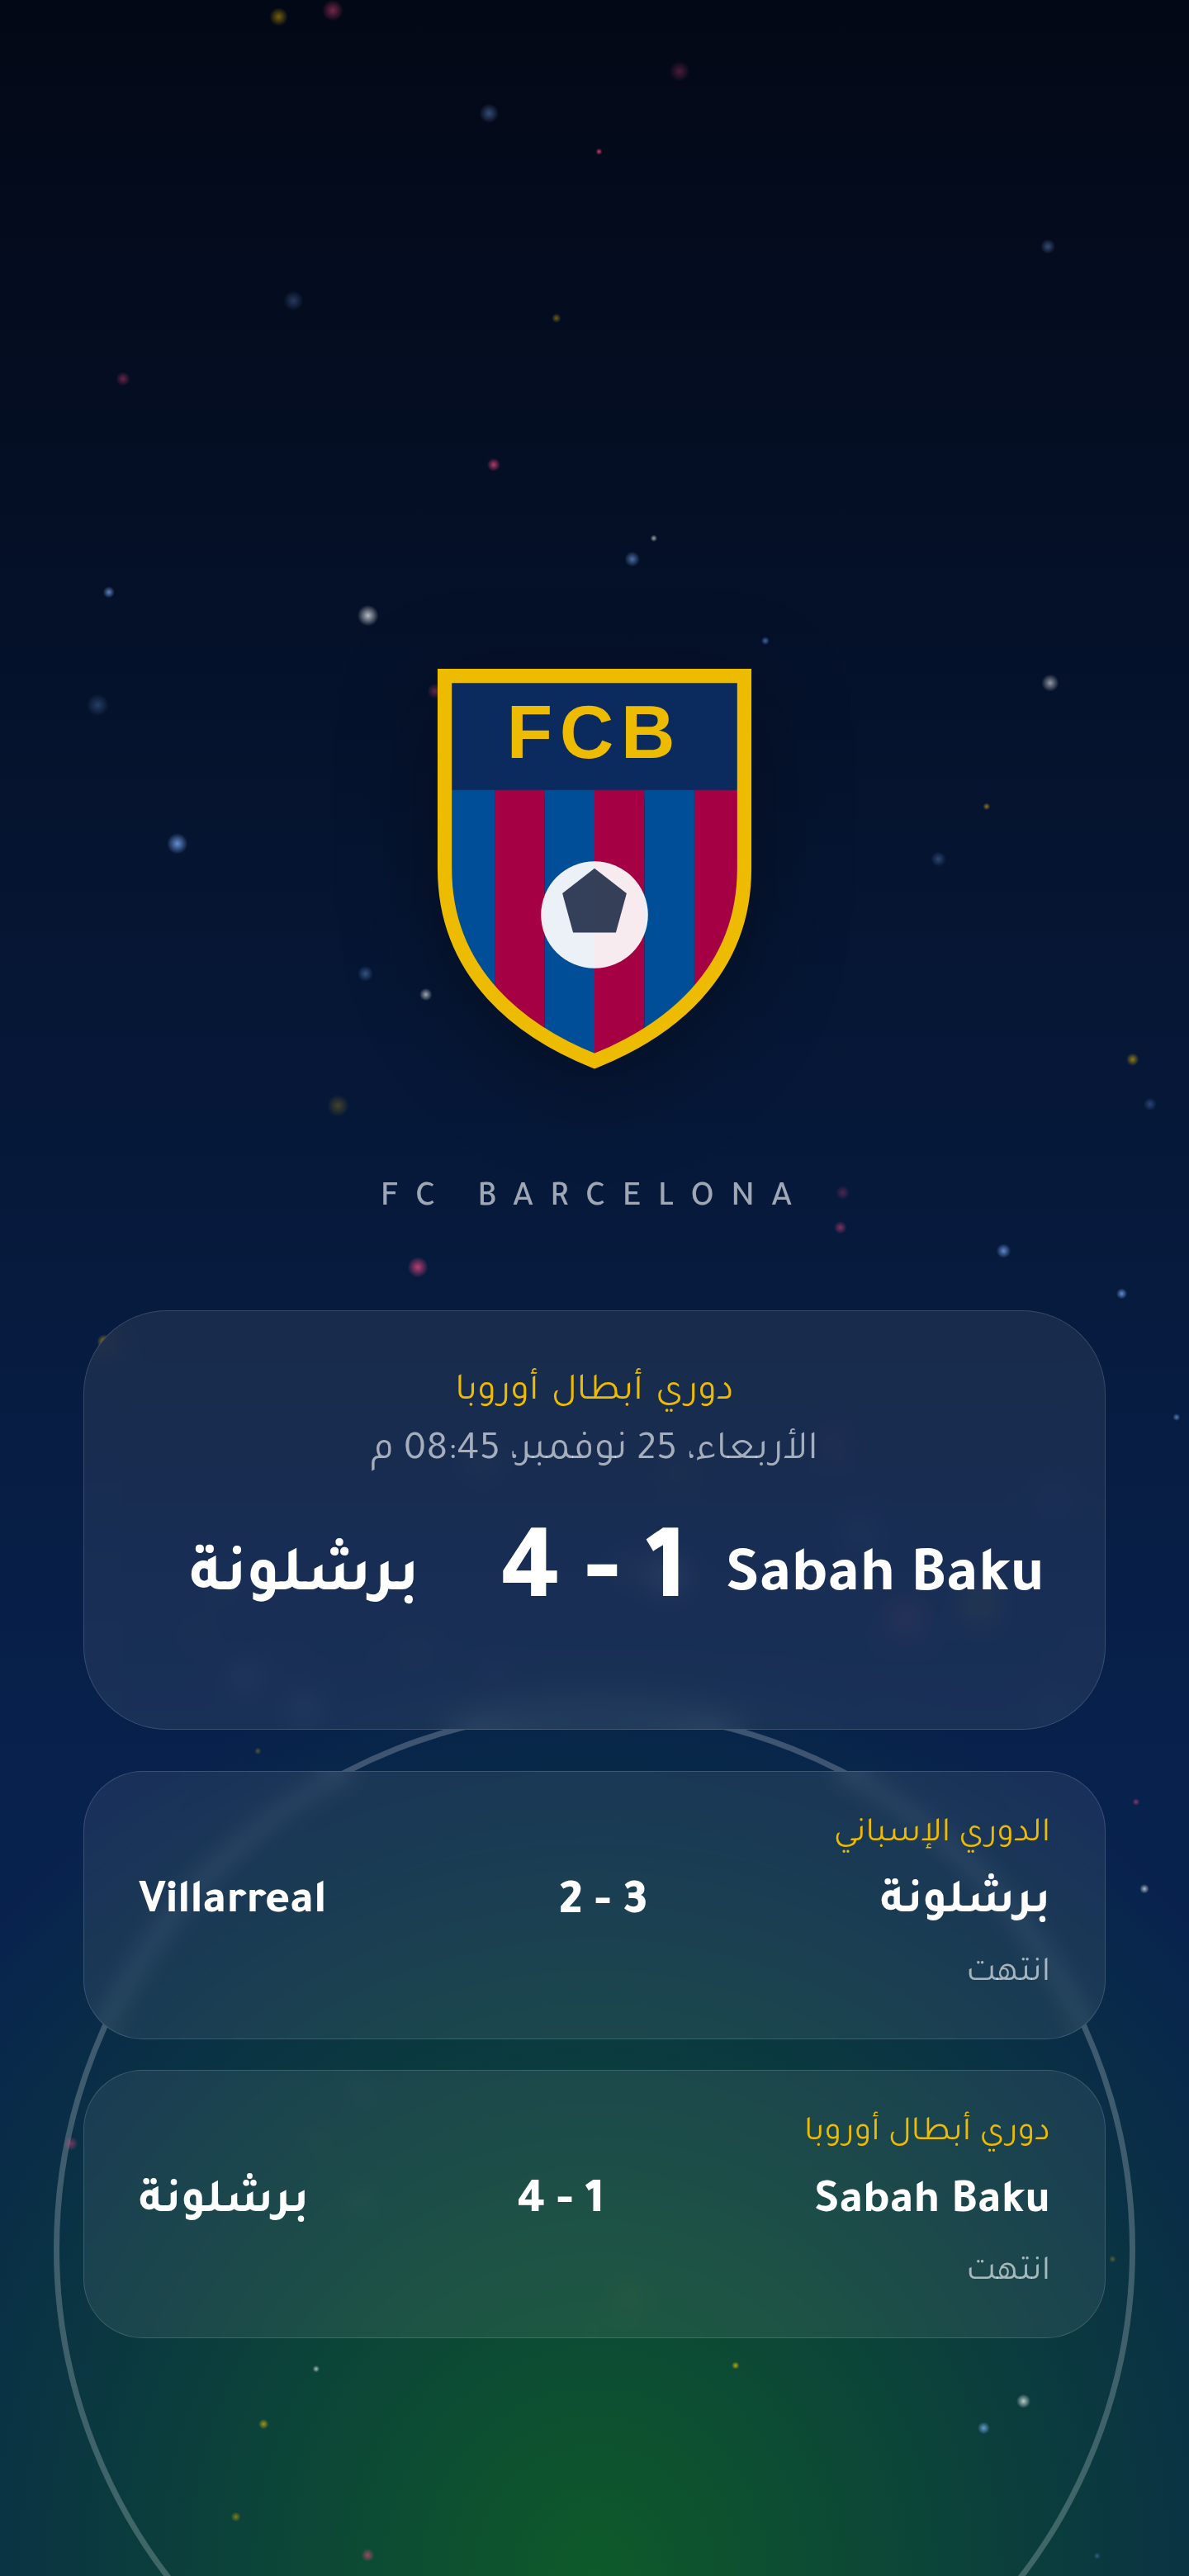 FCB
FC BARCELONA
دوري أبطال أوروبا
الأربعاء، 25 نوفمبر، 08:45 م
Sabah Baku 1 - 4 برشلونة
الدوري الإسباني
برشلونة 3 - 2 Villarreal
انتهت
دوري أبطال أوروبا
Sabah Baku 1 - 4 برشلونة
انتهت